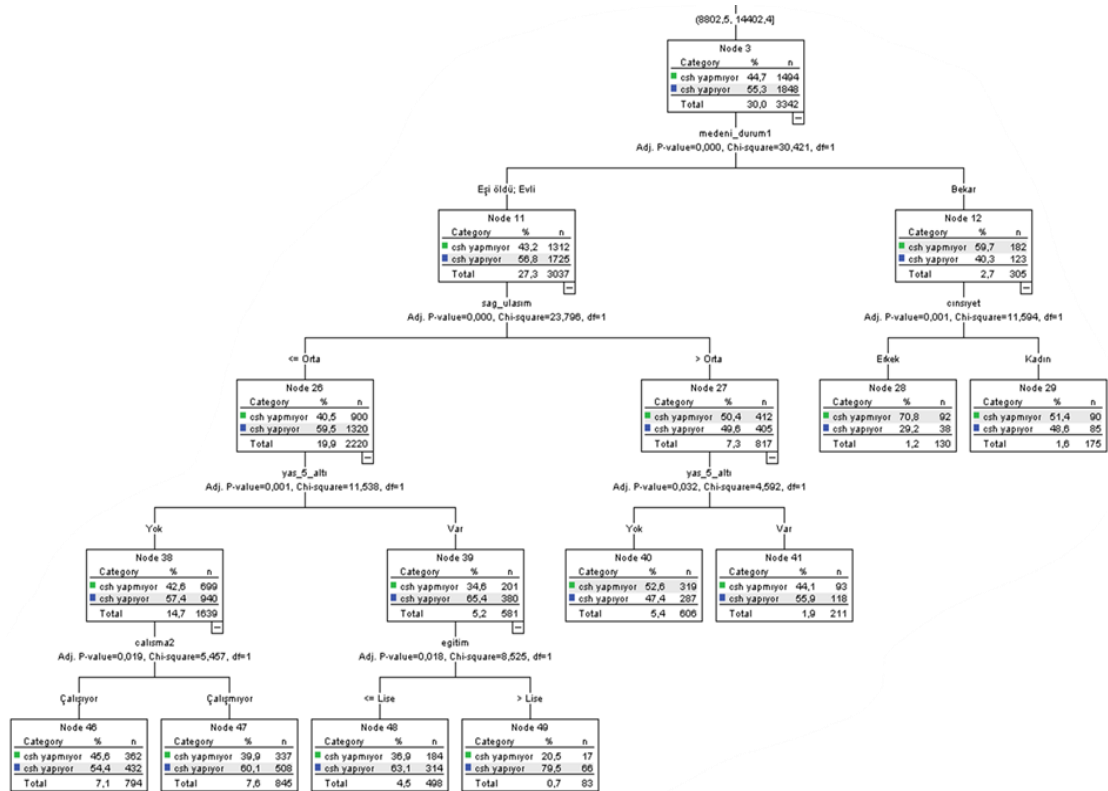 (8802,5, 14402,4]
Node 3
Category % n
csh yapmıyor 44,7 1494
csh yapıyor 55,3 1848
Total 30,0 3342
medeni_durum1
Adj. P-value=0,000, Chi-square=30,421, df=1
Eşi öldü; Evli
Bekar
Node 11
Category % n
csh yapmıyor 43,2 1312
csh yapıyor 56,8 1725
Total 27,3 3037
Node 12
Category % n
csh yapmıyor 59,7 182
csh yapıyor 40,3 123
Total 2,7 305
sag_ulasım
Adj. P-value=0,000, Chi-square=23,796, df=1
cınsiyet
Adj. P-value=0,001, Chi-square=11,594, df=1
<= Orta
> Orta
Erkek
Kadın
Node 26
Category % n
csh yapmıyor 40,5 900
csh yapıyor 59,5 1320
Total 19,9 2220
Node 27
Category % n
csh yapmıyor 50,4 412
csh yapıyor 49,6 405
Total 7,3 817
Node 28
Category % n
csh yapmıyor 70,8 92
csh yapıyor 29,2 38
Total 1,2 130
Node 29
Category % n
csh yapmıyor 51,4 90
csh yapıyor 48,6 85
Total 1,6 175
yas_5_altı
Adj. P-value=0,001, Chi-square=11,538, df=1
yas_5_altı
Adj. P-value=0,032, Chi-square=4,592, df=1
Yok
Var
Yok
Var
Node 38
Category % n
csh yapmıyor 42,6 699
csh yapıyor 57,4 940
Total 14,7 1639
Node 39
Category % n
csh yapmıyor 34,6 201
csh yapıyor 65,4 380
Total 5,2 581
Node 40
Category % n
csh yapmıyor 52,6 319
csh yapıyor 47,4 287
Total 5,4 606
Node 41
Category % n
csh yapmıyor 44,1 93
csh yapıyor 55,9 118
Total 1,9 211
calısma2
Adj. P-value=0,019, Chi-square=5,457, df=1
egitim
Adj. P-value=0,018, Chi-square=8,525, df=1
Çalışıyor
Çalışmıyor
<= Lise
> Lise
Node 46
Category % n
csh yapmıyor 45,6 362
csh yapıyor 54,4 432
Total 7,1 794
Node 47
Category % n
csh yapmıyor 39,9 337
csh yapıyor 60,1 508
Total 7,6 845
Node 48
Category % n
csh yapmıyor 36,9 184
csh yapıyor 63,1 314
Total 4,5 498
Node 49
Category % n
csh yapmıyor 20,5 17
csh yapıyor 79,5 66
Total 0,7 83